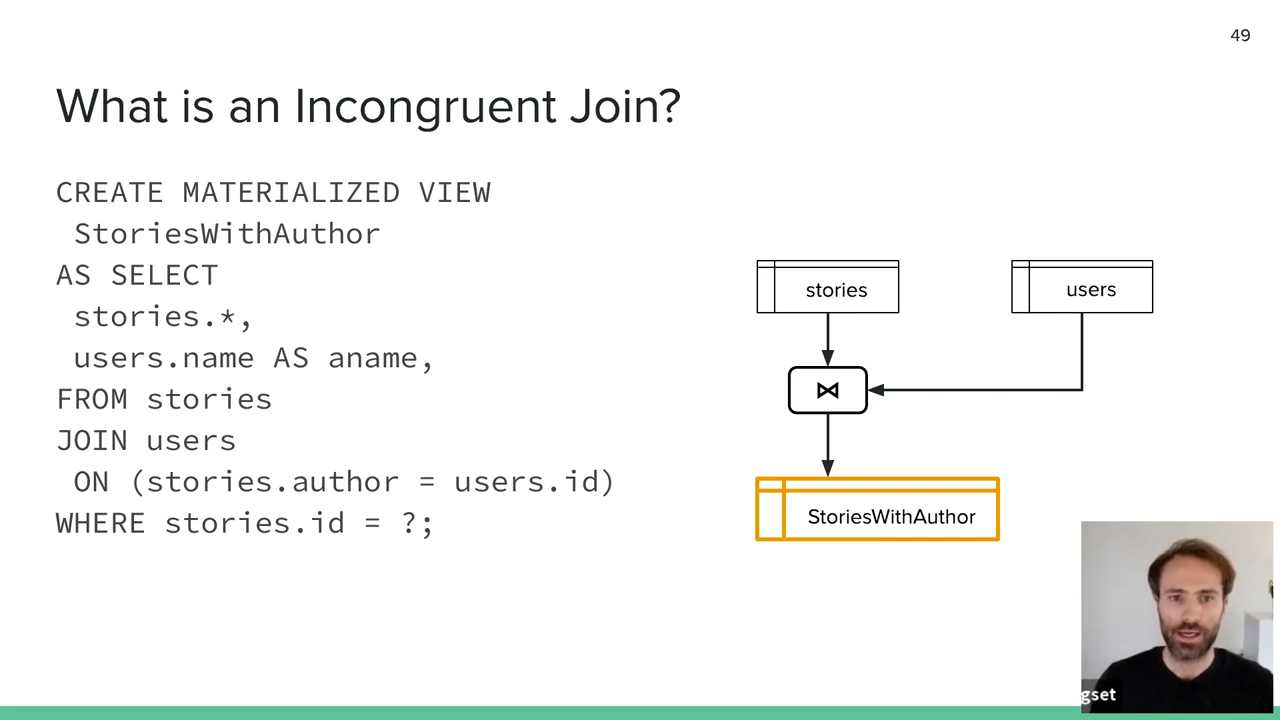 49
What is an Incongruent Join?
CREATE MATERIALIZED VIEW
StoriesWithAuthor
AS SELECT
stories.*,
users.name AS aname,
FROM stories
JOIN users
ON (stories.author = users.id)
WHERE stories.id = ?;
stories
users
⋈
StoriesWithAuthor
gset